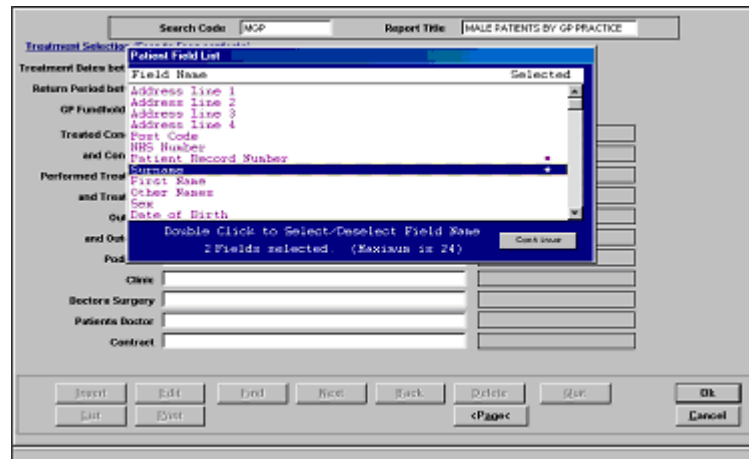 Search Code MGP Report Title MALE PATIENTS BY GP PRACTICE
Treatment Selection
Patient Field List
Treatment Dates bet
Field Name Selected
Return Period bet
Address line 1
Address line 2
GP Fundhold
Address line 3
Address line 4
Treated Con
Post Code
NHS Number
and Con
Patient Record Number *
Surname *
Performed Treat
First Name
Other Names
and Treat
Sex
Date of Birth
Out
Double Click to Select/Deselect Field Name
and Out
2 Fields selected. (Maximum is 24) Continue
Pod
Clinic
Doctors Surgery
Patients Doctor
Contract
Insert Edit Find Next Back Delete Run Ok
List Print <Page< Cancel